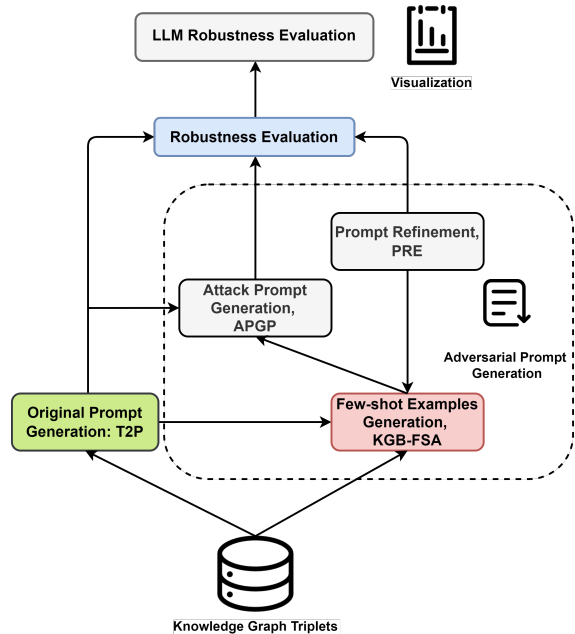 LLM Robustness Evaluation
Visualization
Robustness Evaluation
Prompt Refinement,
PRE
Attack Prompt
Generation,
APGP
Adversarial Prompt
Generation
Original Prompt
Generation: T2P
Few-shot Examples
Generation,
KGB-FSA
Knowledge Graph Triplets